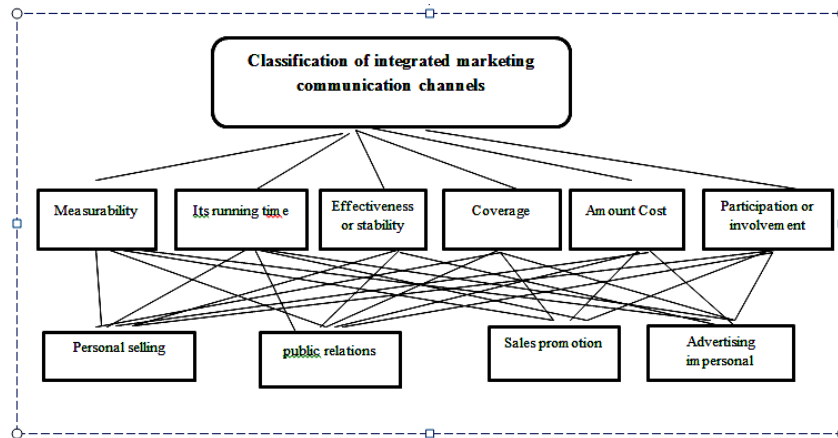 Classification of integrated marketing
communication channels
Measurability
Its running time
Effectiveness
or stability
Coverage
Amount Cost
Participation or
involvement
Personal selling
public relations
Sales promotion
Advertising
impersonal